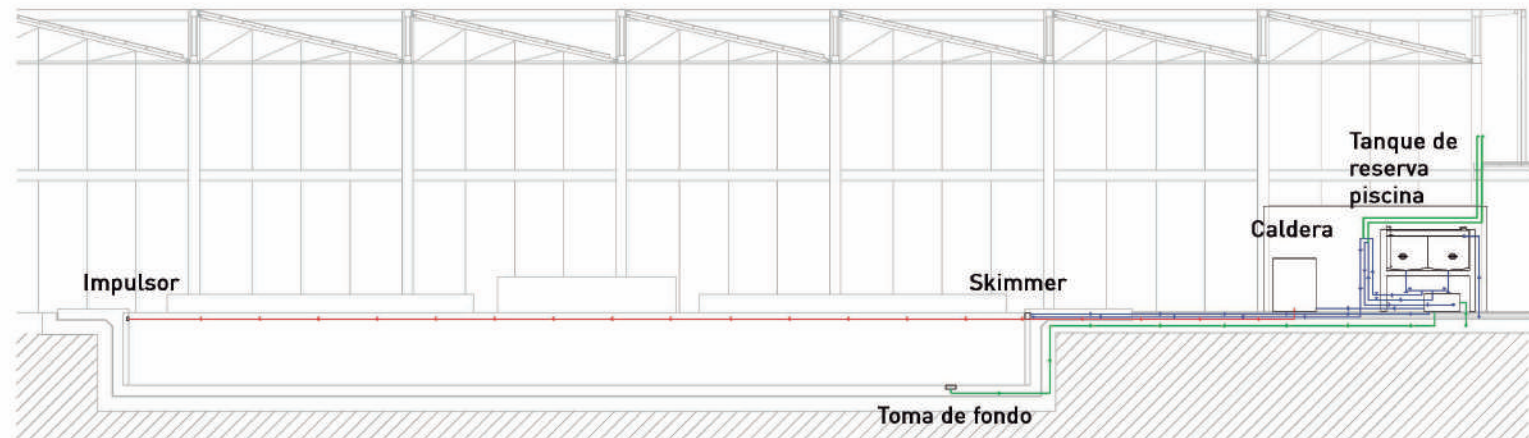 Tanque de
reserva
piscina
Caldera
Impulsor
Skimmer
Toma de fondo